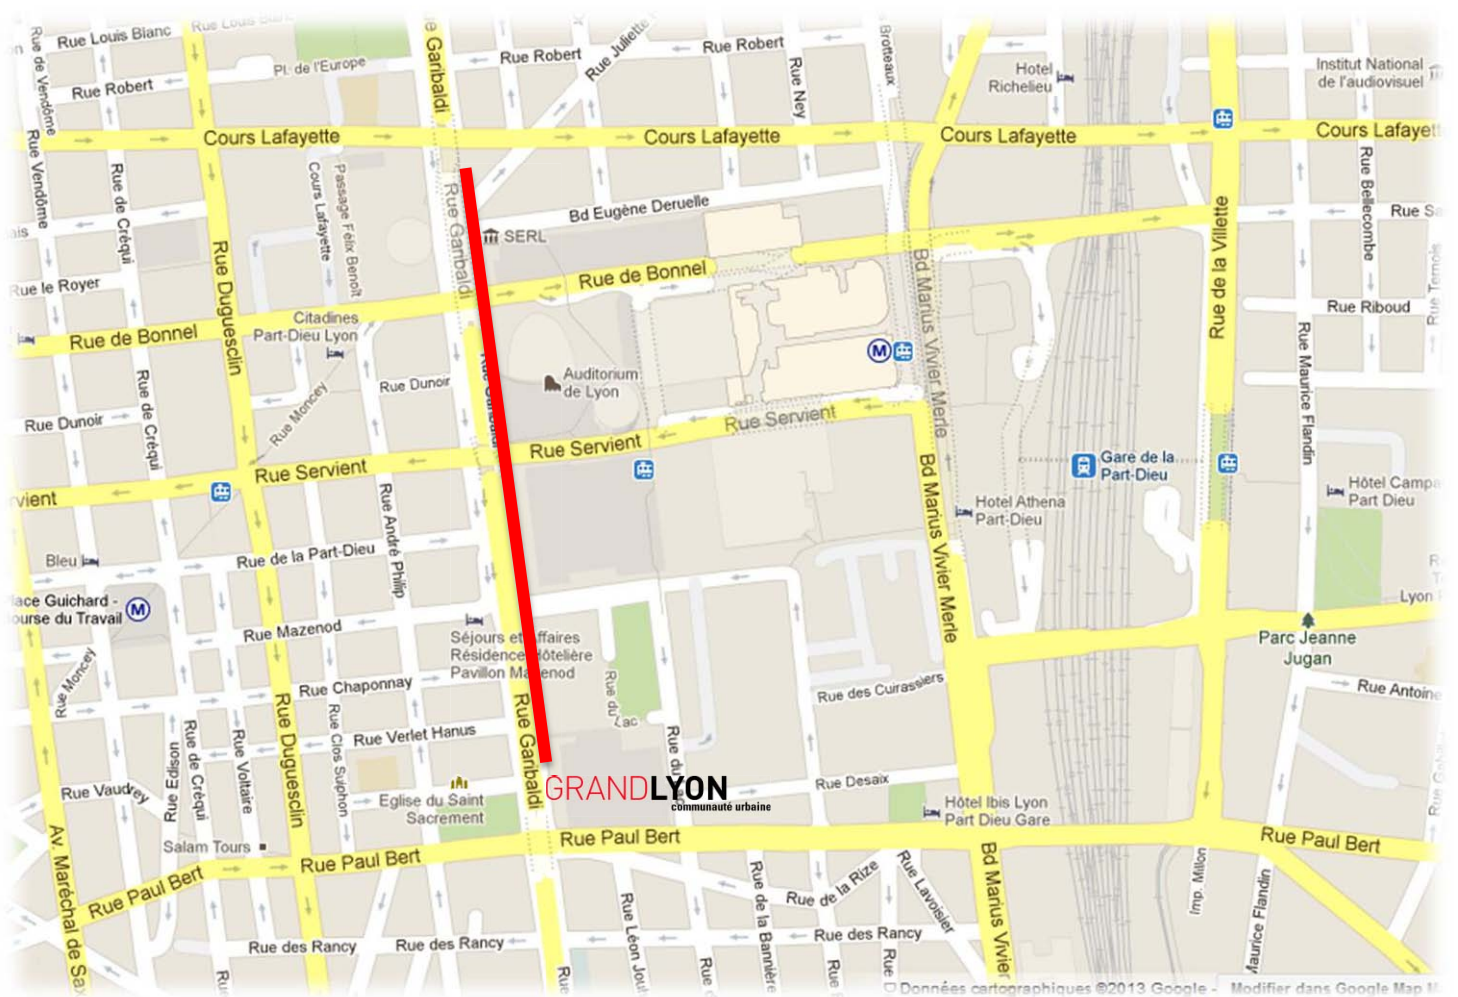 Rue de Vendôme
Rue Louis Blanc
Rue Garibaldi
Rue Robert
Rue Juliette
Rue Robert
Brotteaux
Rue Ney
Pl. de l'Europe
Rue Robert
Hotel
Richelieu
Institut National
de l'audiovisuel
Cours Lafayette
Cours Lafayette
Cours Lafayette
Cours Lafayett
Rue Vendôme
Rue de Créqui
Cours Lafayette
Passage Félix Benoît
Rue Garibaldi
Bd Eugène Deruelle
Rue Bellecombe
Rue de la Villette
SERL
Rue Duguesclin
Rue le Royer
Rue de Bonnel
Rue de Bonnel
Bd Marius Vivier Merle
Rue Riboud
Citadines
Part-Dieu Lyon
Rue Maurice Flandin
Auditorium
de Lyon
M
Rue Dunoir
Rue Dunoir
Rue de Créqui
Rue Moncey
Rue Servient
Rue Servient
Rue Servient
rvient
Rue André Philip
Bd Marius Vivier Merle
Gare de la
Part-Dieu
Hotel Athena
Part-Dieu
Hôtel Campa
Part Dieu
Bleu
Rue de la Part-Dieu
lace Guichard -
ourse du Travail
M
Rue Mazenod
Séjours et Affaires
Résidence Hôtelière
Pavillon Mazenod
Lyon
Parc Jeanne
Jugan
Rue Moncey
Rue Chaponnay
Rue du Lac
Rue des Cuirassiers
Rue Antoine
Rue Duguesclin
Rue Clos Suiphon
Rue Verlet Hanus
Rue Garibaldi
Rue Edison
Rue de Créqui
Rue Voltaire
Rue Vaudrey
Eglise du Saint
Sacrement
GRANDLYON
communauté urbaine
Rue Desaix
Hôtel Ibis Lyon
Part Dieu Gare
Salam Tours
Rue Paul Bert
Rue Paul Bert
Rue Paul Bert
Rue Paul Bert
Av. Maréchal de Sax
Rue de la Rize
Rue Lavoisier
Rue de la Bannière
Rue Léon Jouh
Bd Marius Vivier
Imp. Millon
Maurice Flandin
Rue des Rancy
Rue des Rancy
Rue des Rancy
Données cartographiques ©2013 Google -
Modifier dans Google Map M